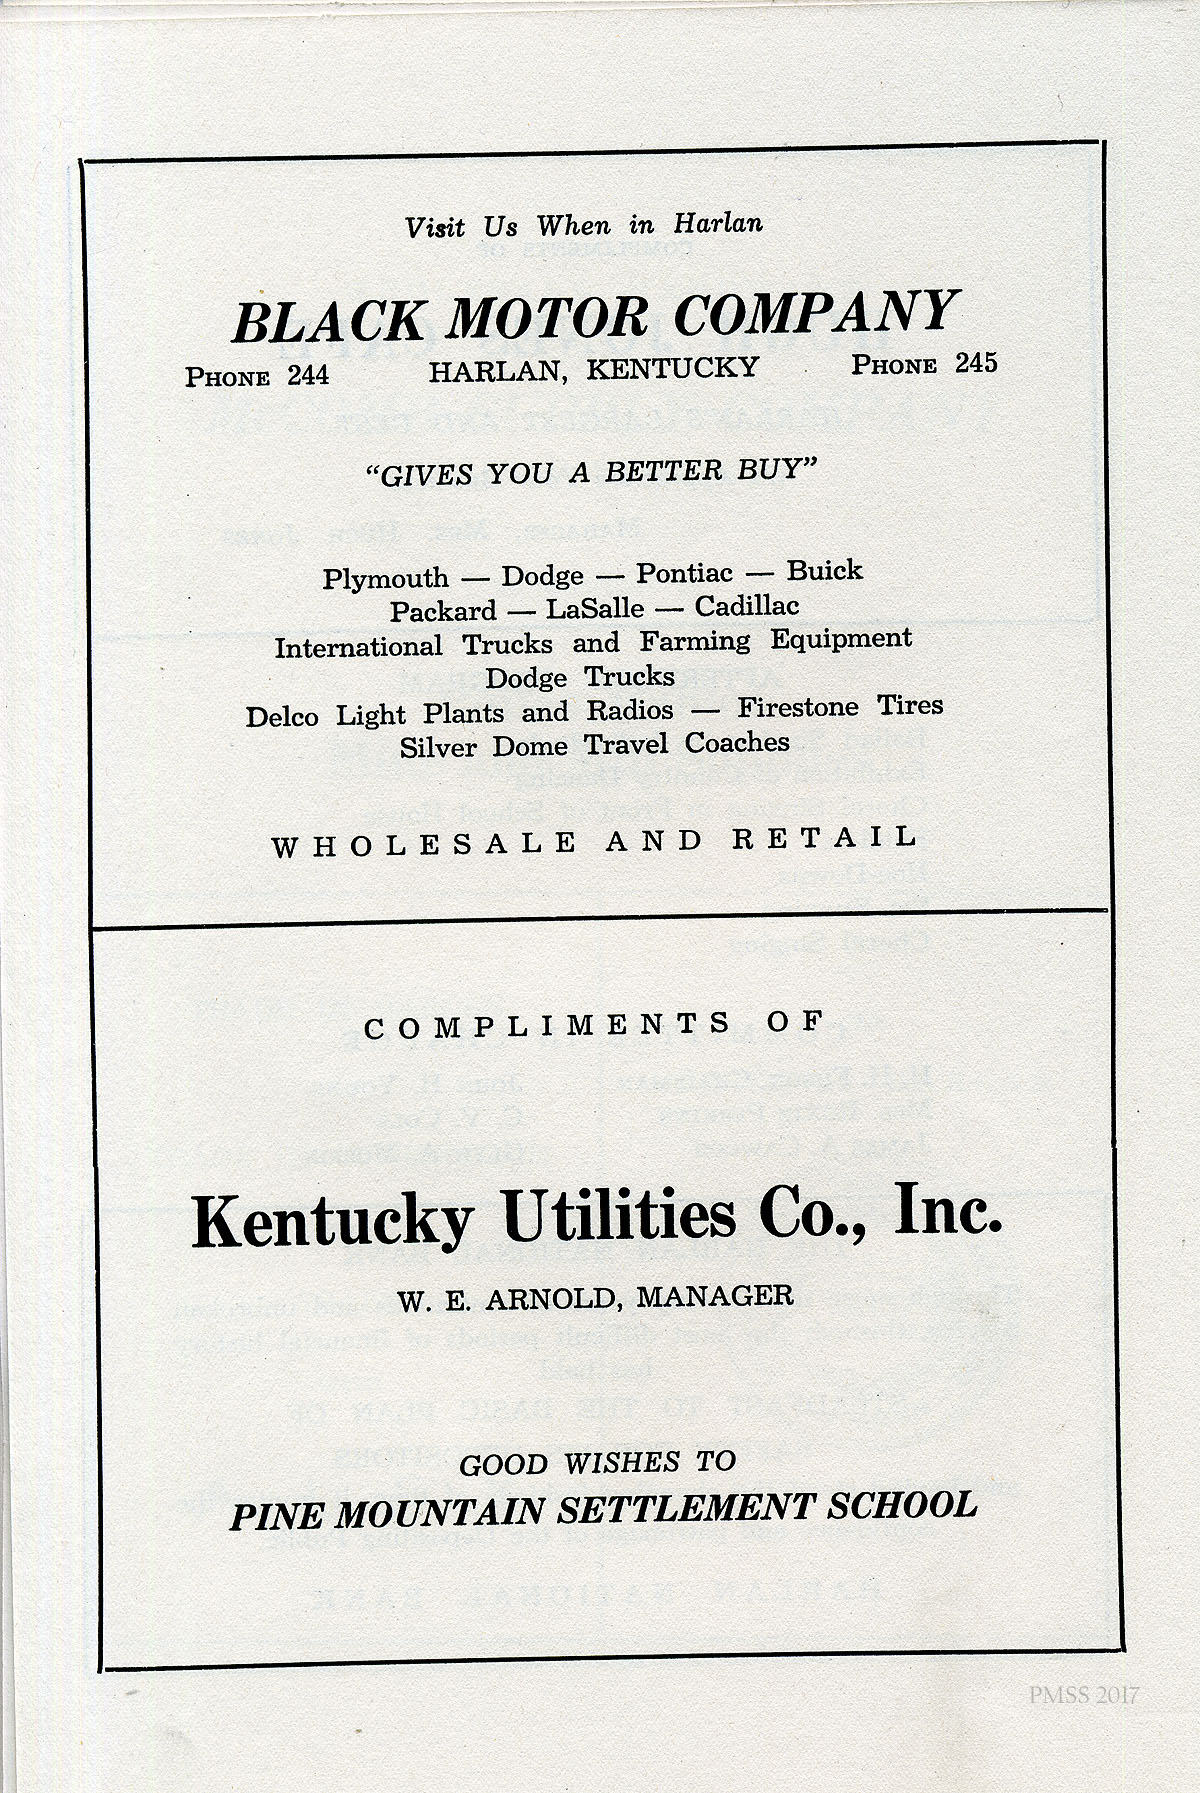 Visit Us When in Harlan
BLACK MOTOR COMPANY
PHONE 244 HARLAN, KENTUCKY PHONE 245
“GIVES YOU A BETTER BUY”
Plymouth — Dodge — Pontiac — Buick
Packard — LaSalle — Cadillac
International Trucks and Farming Equipment
Dodge Trucks
Delco Light Plants and Radios — Firestone Tires
Silver Dome Travel Coaches
WHOLESALE AND RETAIL
COMPLIMENTS OF
Kentucky Utilities Co., Inc.
W. E. ARNOLD, MANAGER
GOOD WISHES TO
PINE MOUNTAIN SETTLEMENT SCHOOL
PMSS 2017